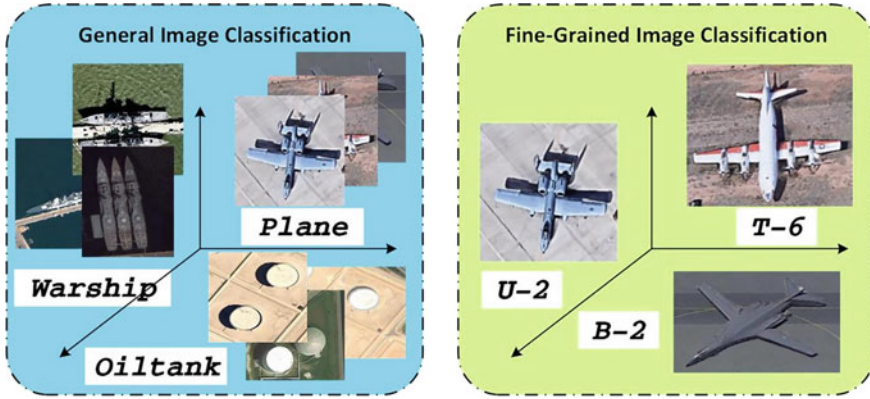 General Image Classification
Plane
Warship
Oiltank
Fine-Grained Image Classification
T-6
U-2
B-2